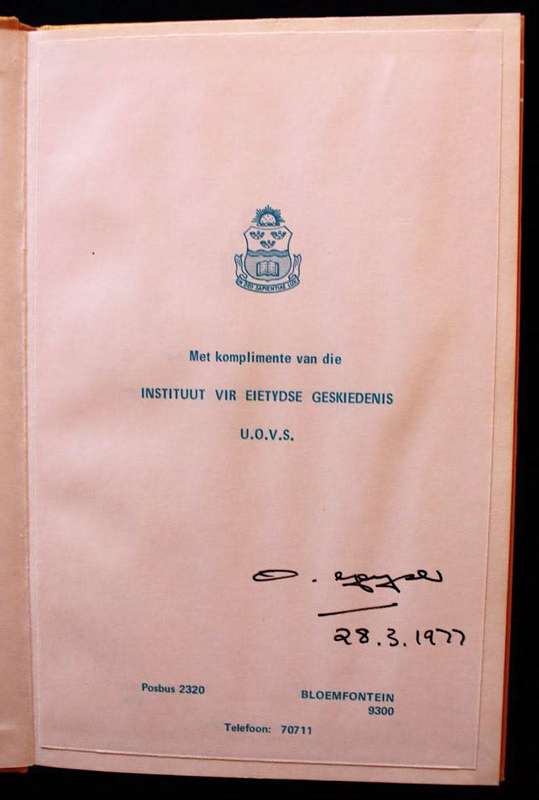 IN DEO SAPIENTIAE LUX
Met komplimente van die
INSTITUUT VIR EIETYDSE GESKIEDENIS
U.O.V.S.
O. Geyser
28.3.1977
Posbus 2320
BLOEMFONTEIN
9300
Telefoon: 70711